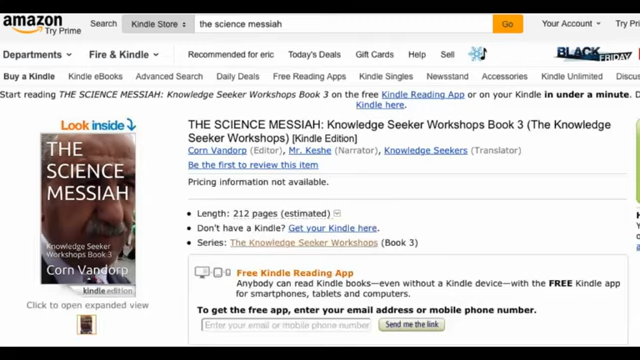 amazon
Try Prime
Search
Kindle Store
the science messiah
Go
Your Account
Try Pri
Departments
Fire & Kindle
Recommended for eric
Today's Deals
Gift Cards
Help
Sell
BLACK
FRIDAY
Buy a Kindle
Kindle eBooks
Advanced Search
Daily Deals
Free Reading Apps
Kindle Singles
Newsstand
Accessories
Kindle Unlimited
Discu
Start reading THE SCIENCE MESSIAH: Knowledge Seeker Workshops Book 3 on the free Kindle Reading App or on your Kindle in under a minute. D
Kindle here.
Look inside
THE
SCIENCE
MESSIAH
Knowledge Seeker
Workshops Book 3
Corn Vandorp
kindle edition
Click to open expanded view
THE SCIENCE MESSIAH: Knowledge Seeker Workshops Book 3 (The Knowledge
Seeker Workshops) [Kindle Edition]
Corn Vandorp (Editor), Mr. Keshe (Narrator), Knowledge Seekers (Translator)
Be the first to review this item
Pricing information not available.
• Length: 212 pages (estimated)
• Don't have a Kindle? Get your Kindle here.
• Series: The Knowledge Seeker Workshops (Book 3)
Free Kindle Reading App
Anybody can read Kindle books—even without a Kindle device—with the FREE Kindle app
for smartphones, tablets and computers.
To get the free app, enter your email address or mobile phone number.
Enter your email or mobile phone number
Send me the link